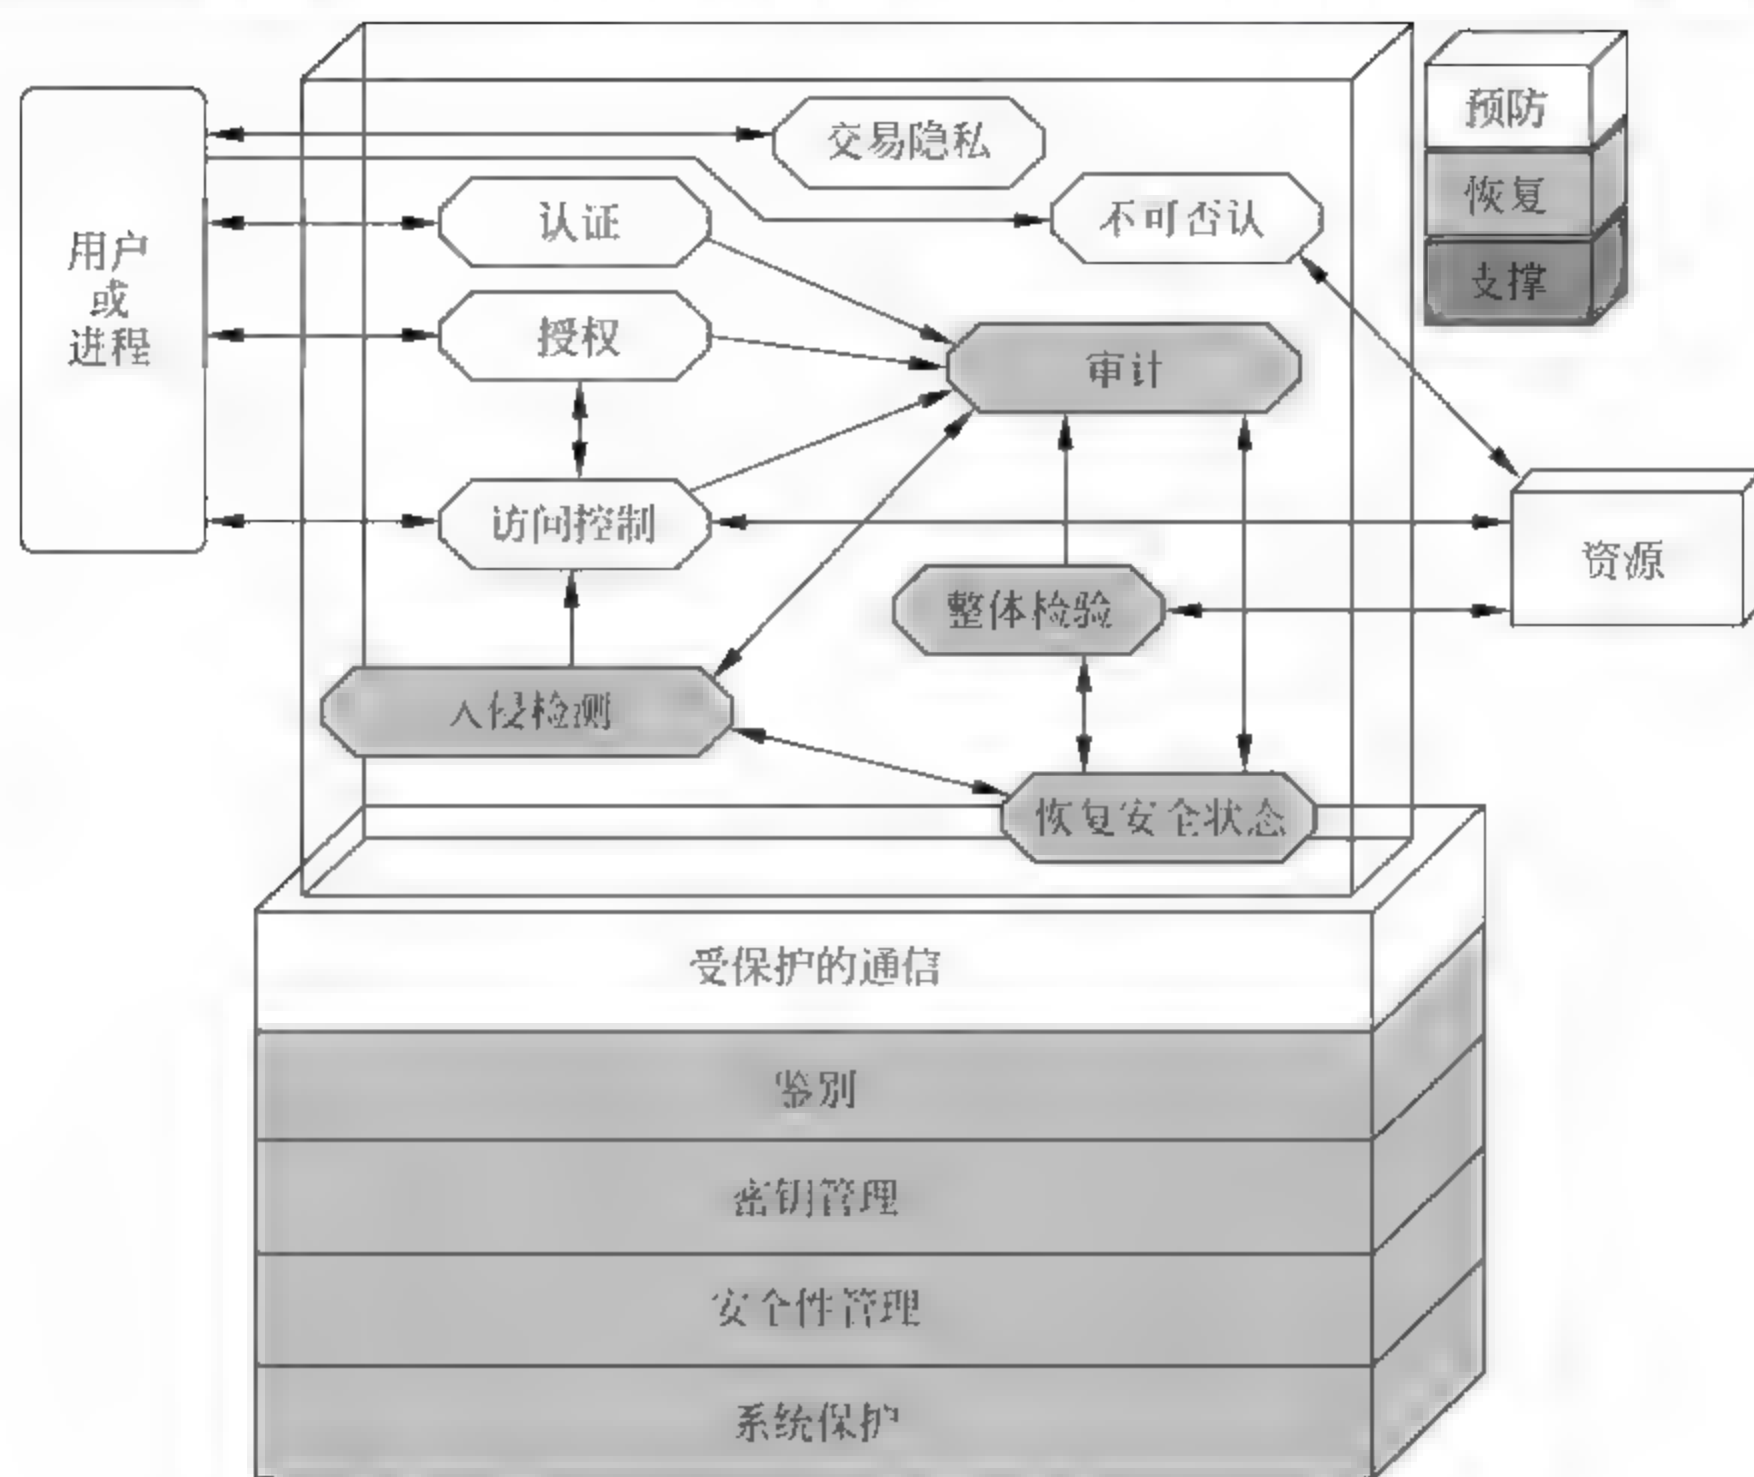 用户
或
进程
交易隐私
不可否认
认证
授权
审计
访问控制
整体检验
入侵检测
恢复安全状态
预防
恢复
支撑
资源
受保护的通信
鉴别
密钥管理
安全性管理
系统保护